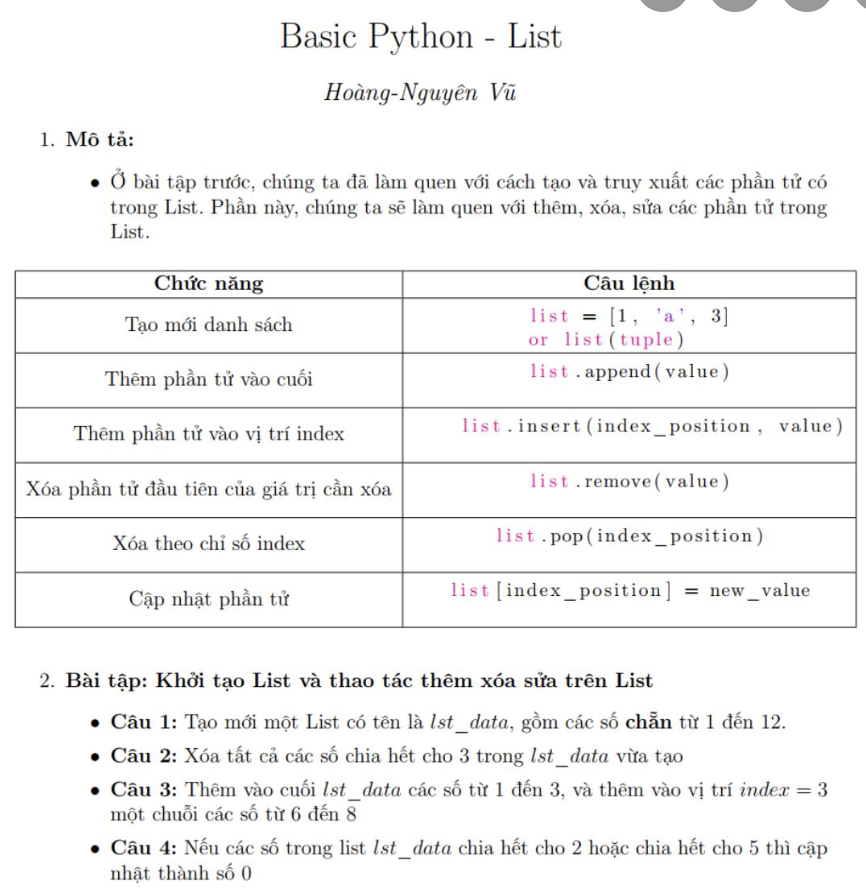 Basic Python - List
Hoàng-Nguyên Vũ
1. Mô tả:
• Ở bài tập trước, chúng ta đã làm quen với cách tạo và truy xuất các phần tử có
trong List. Phần này, chúng ta sẽ làm quen với thêm, xóa, sửa các phần tử trong
List.
Chức năng Câu lệnh
Tạo mới danh sách list = [1, 'a', 3]
or list(tuple)
Thêm phần tử vào cuối list.append(value)
Thêm phần tử vào vị trí index list.insert(index_position, value)
Xóa phần tử đầu tiên của giá trị cần xóa list.remove(value)
Xóa theo chỉ số index list.pop(index_position)
Cập nhật phần tử list[index_position] = new_value
2. Bài tập: Khởi tạo List và thao tác thêm xóa sửa trên List
• Câu 1: Tạo mới một List có tên là lst_data, gồm các số chẵn từ 1 đến 12.
• Câu 2: Xóa tất cả các số chia hết cho 3 trong lst_data vừa tạo
• Câu 3: Thêm vào cuối lst_data các số từ 1 đến 3, và thêm vào vị trí index = 3
một chuỗi các số từ 6 đến 8
• Câu 4: Nếu các số trong list lst_data chia hết cho 2 hoặc chia hết cho 5 thì cập
nhật thành số 0